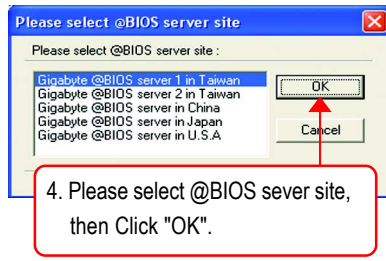 Please select @BIOS server site
Please select @BIOS server site :
Gigabyte @BIOS server 1 in Taiwan
Gigabyte @BIOS server 2 in Taiwan
Gigabyte @BIOS server in China
Gigabyte @BIOS server in Japan
Gigabyte @BIOS server in U.S.A
OK
Cancel
4. Please select @BIOS sever site,
then Click "OK".